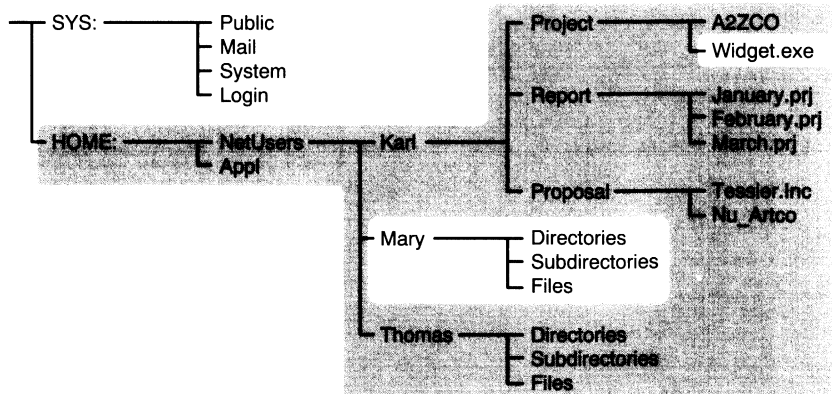 SYS: Public
Mail
System
Login
HOME: NetUsers Karl Project A2ZCO
Widget.exe
Report January.prj
February.prj
March.prj
Proposal Tessler.Inc
Nu_Artco
Appl
Mary Directories
Subdirectories
Files
Thomas Directories
Subdirectories
Files